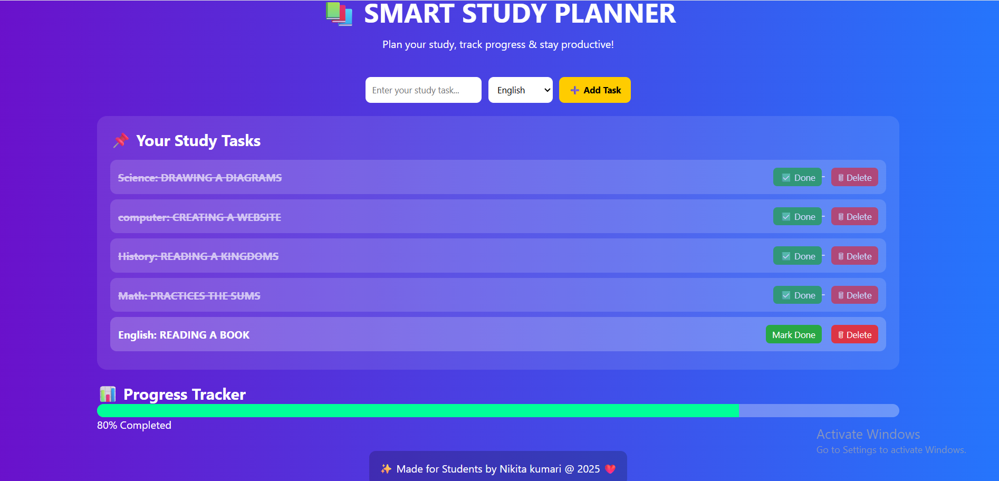 SMART STUDY PLANNER
Plan your study, track progress & stay productive!
Enter your study task...
English
Add Task
Your Study Tasks
Science: DRAWING A DIAGRAMS
Done
Delete
computer: CREATING A WEBSITE
Done
Delete
History: READING A KINGDOMS
Done
Delete
Math: PRACTICES THE SUMS
Done
Delete
English: READING A BOOK
Mark Done
Delete
Progress Tracker
80% Completed
Activate Windows
Go to Settings to activate Windows.
Made for Students by Nikita kumari @ 2025